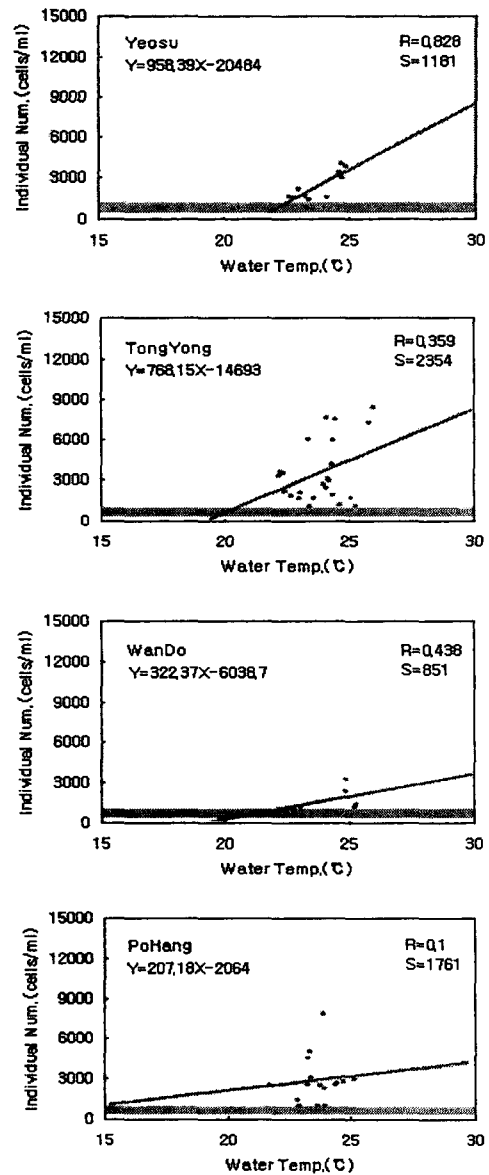 15000
12000
9000
6000
3000
0
Individual Num.(cells/ml)
Yeosu
Y=958.39X-20484
R=0.828
S=1181
15 20 25 30
Water Temp.(℃)
15000
12000
9000
6000
3000
0
Individual Num.(cells/ml)
TongYong
Y=768.15X-14693
R=0.359
S=2354
15 20 25 30
Water Temp.(℃)
15000
12000
9000
6000
3000
0
Individual Num.(cells/ml)
WanDo
Y=322.37X-6038.7
R=0.438
S=851
15 20 25 30
Water Temp.(℃)
15000
12000
9000
6000
3000
0
Individual Num.(cells/ml)
PoHang
Y=207.18X-2064
R=0.1
S=1761
15 20 25 30
Water Temp.(℃)